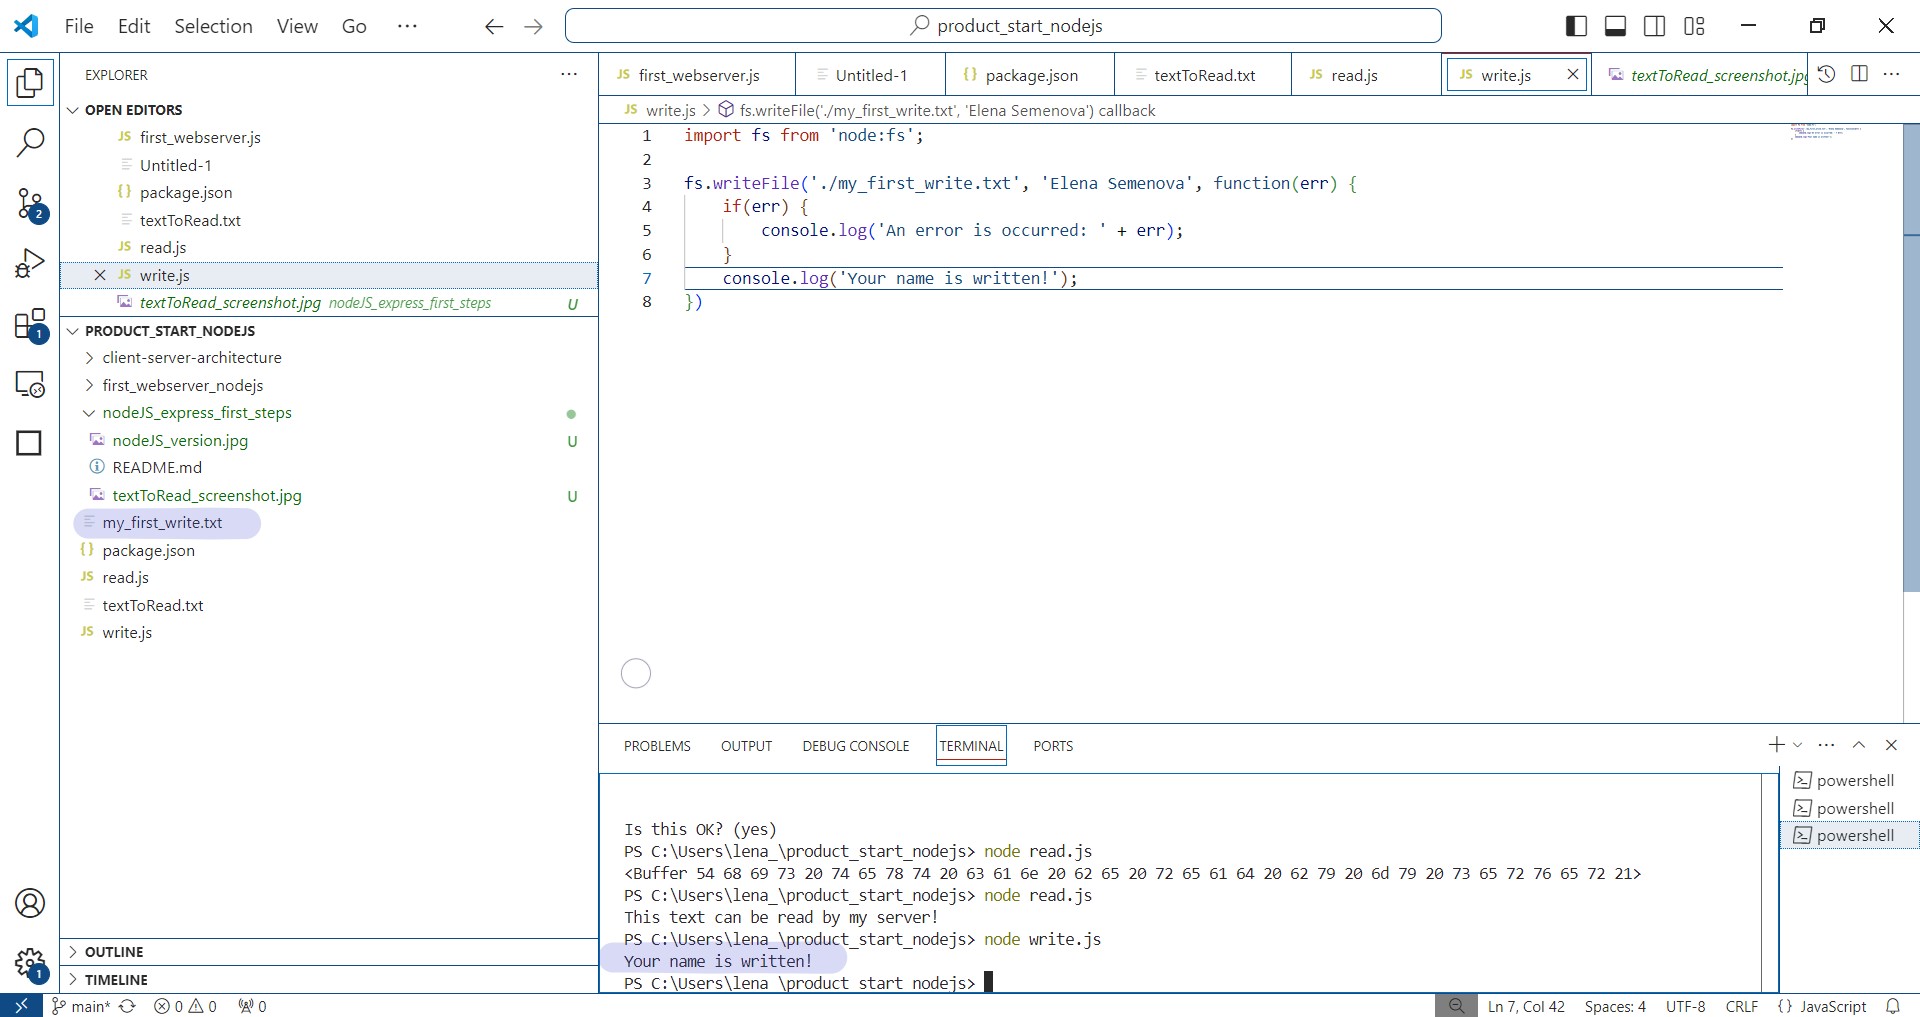 File Edit Selection View Go ···
product_start_nodejs
EXPLORER
OPEN EDITORS
JS first_webserver.js
Untitled-1
{} package.json
textToRead.txt
JS read.js
JS write.js
textToRead_screenshot.jpg nodeJS_express_first_steps U
PRODUCT_START_NODEJS
client-server-architecture
first_webserver_nodejs
nodeJS_express_first_steps
nodeJS_version.jpg U
README.md
textToRead_screenshot.jpg U
my_first_write.txt
{} package.json
JS read.js
textToRead.txt
JS write.js
OUTLINE
TIMELINE
2
1
1
JS first_webserver.js Untitled-1 {} package.json textToRead.txt JS read.js JS write.js textToRead_screenshot.jpg
JS write.js > fs.writeFile('./my_first_write.txt', 'Elena Semenova') callback
1 import fs from 'node:fs';
2
3 fs.writeFile('./my_first_write.txt', 'Elena Semenova', function(err) {
4 if(err) {
5 console.log('An error is occurred: ' + err);
6 }
7 console.log('Your name is written!');
8 })
PROBLEMS OUTPUT DEBUG CONSOLE TERMINAL PORTS
Is this OK? (yes)
PS C:\Users\lena_\product_start_nodejs> node read.js
<Buffer 54 68 69 73 20 74 65 78 74 20 63 61 6e 20 62 65 20 72 65 61 64 20 62 79 20 6d 79 20 73 65 72 76 65 72 21>
PS C:\Users\lena_\product_start_nodejs> node read.js
This text can be read by my server!
PS C:\Users\lena_\product_start_nodejs> node write.js
Your name is written!
PS C:\Users\lena_\product_start_nodejs>
powershell
powershell
powershell
main* 0 0 0 Ln 7, Col 42 Spaces: 4 UTF-8 CRLF {} JavaScript